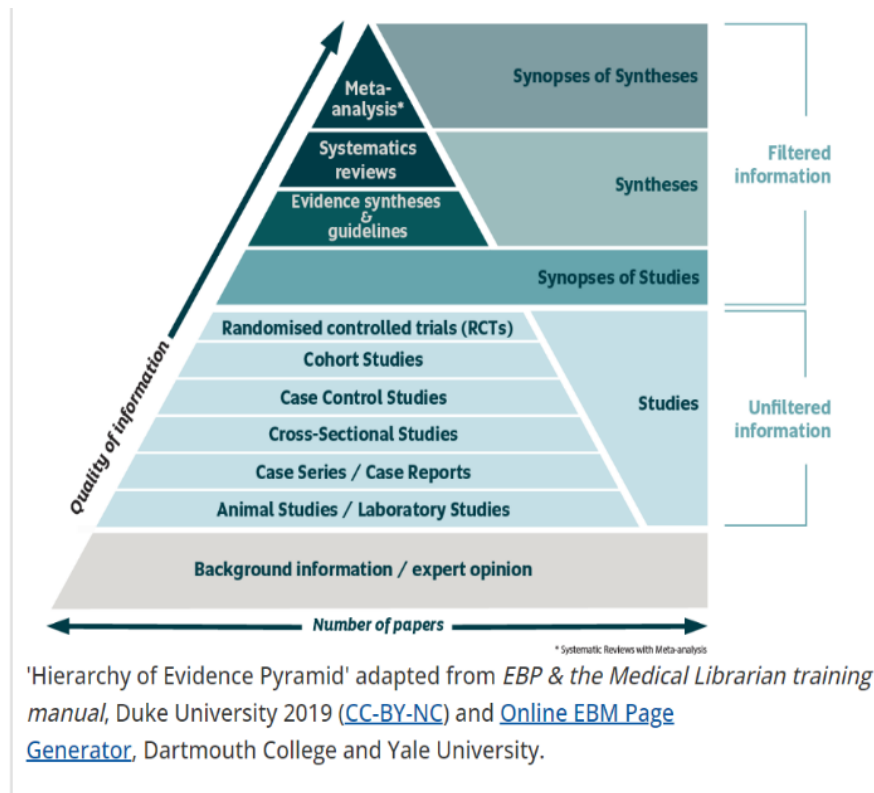 Meta-
analysis*
Synopses of Syntheses
Systematics
reviews
Syntheses
Filtered
information
Evidence syntheses
&
guidelines
Synopses of Studies
Randomised controlled trials (RCTs)
Cohort Studies
Case Control Studies
Studies
Unfiltered
information
Cross-Sectional Studies
Case Series / Case Reports
Animal Studies / Laboratory Studies
Quality of information
Background information / expert opinion
Number of papers
* Systematic Reviews with Meta-analysis
'Hierarchy of Evidence Pyramid' adapted from EBP & the Medical Librarian training
manual, Duke University 2019 (CC-BY-NC) and Online EBM Page
Generator, Dartmouth College and Yale University.